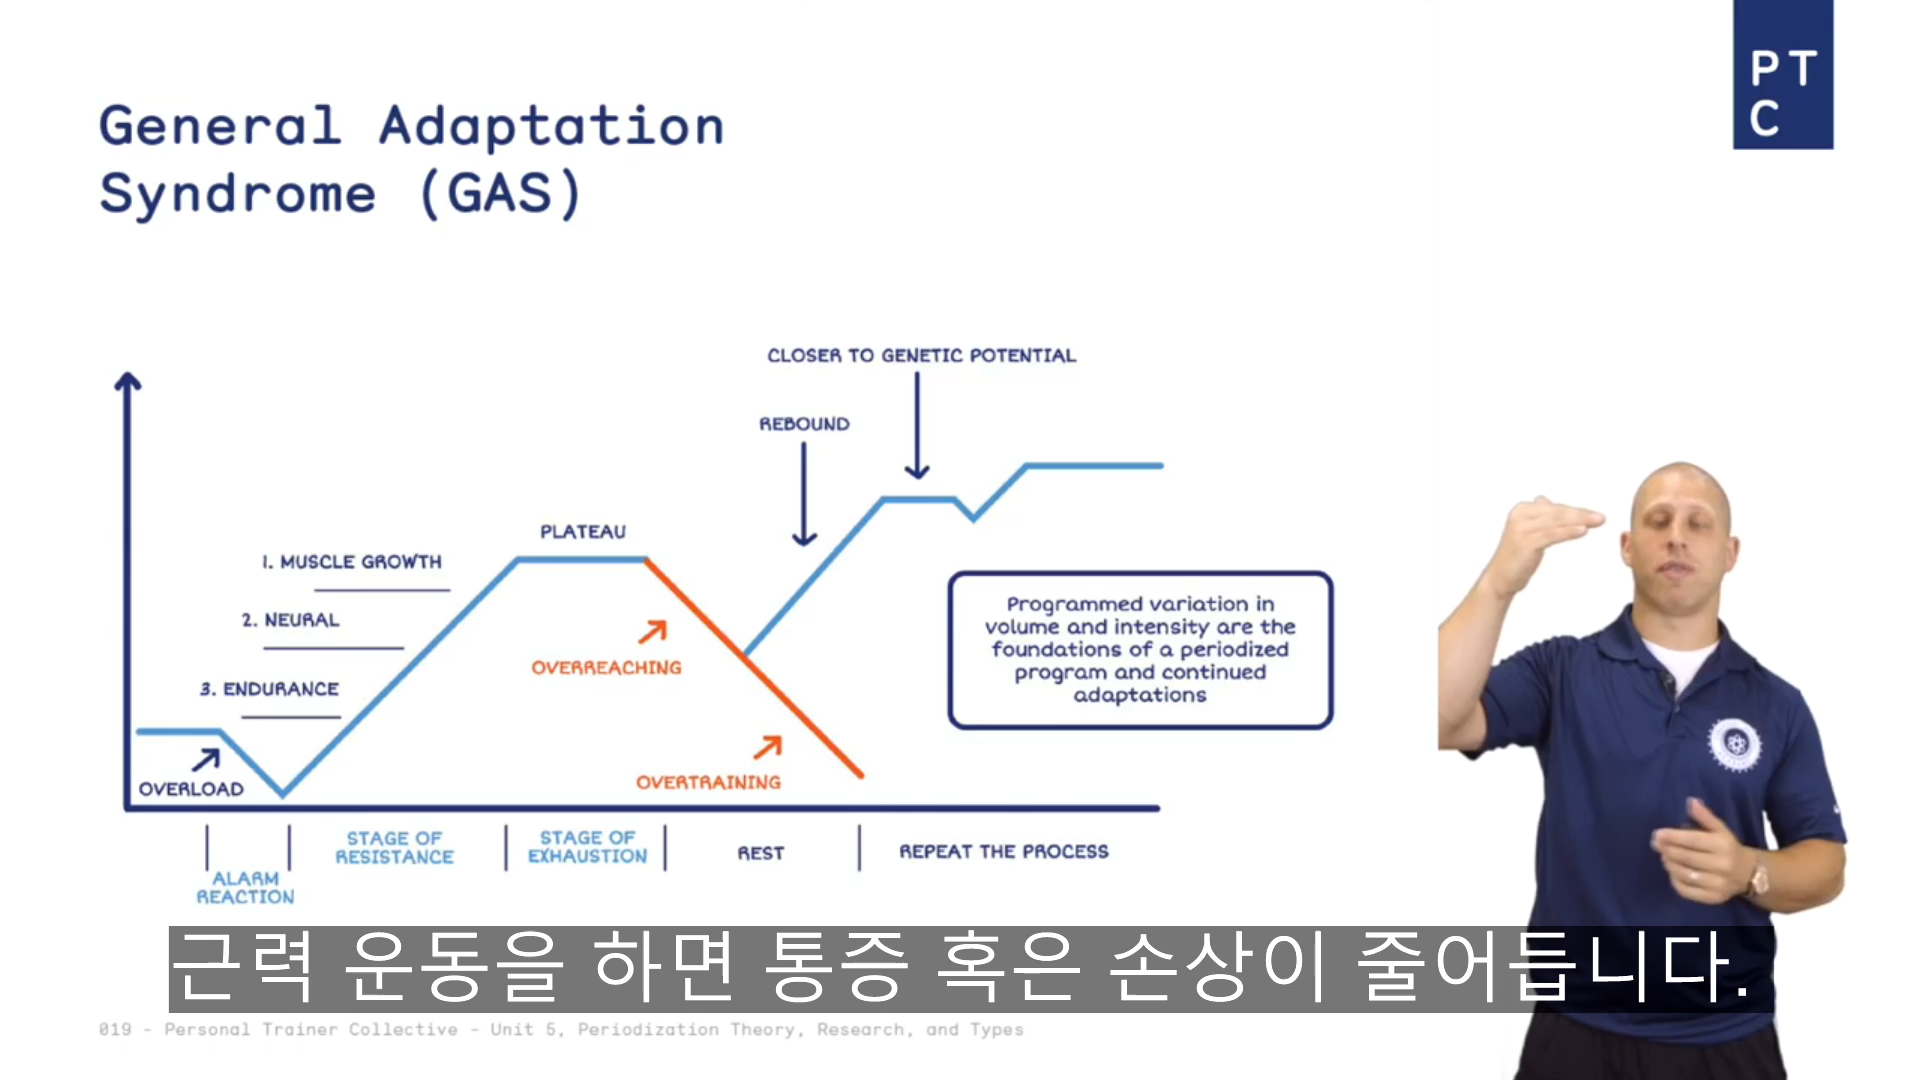 PT
C
General Adaptation
Syndrome (GAS)
CLOSER TO GENETIC POTENTIAL
REBOUND
PLATEAU
1. MUSCLE GROWTH
2. NEURAL
3. ENDURANCE
OVERLOAD
OVERREACHING
OVERTRAINING
Programmed variation in
volume and intensity are the
foundations of a periodized
program and continued
adaptations
ALARM
REACTION
STAGE OF
RESISTANCE
STAGE OF
EXHAUSTION
REST
REPEAT THE PROCESS
근력 운동을 하면 통증 혹은 손상이 줄어듭니다.
019 - Personal Trainer Collective - Unit 5, Periodization Theory, Research, and Types